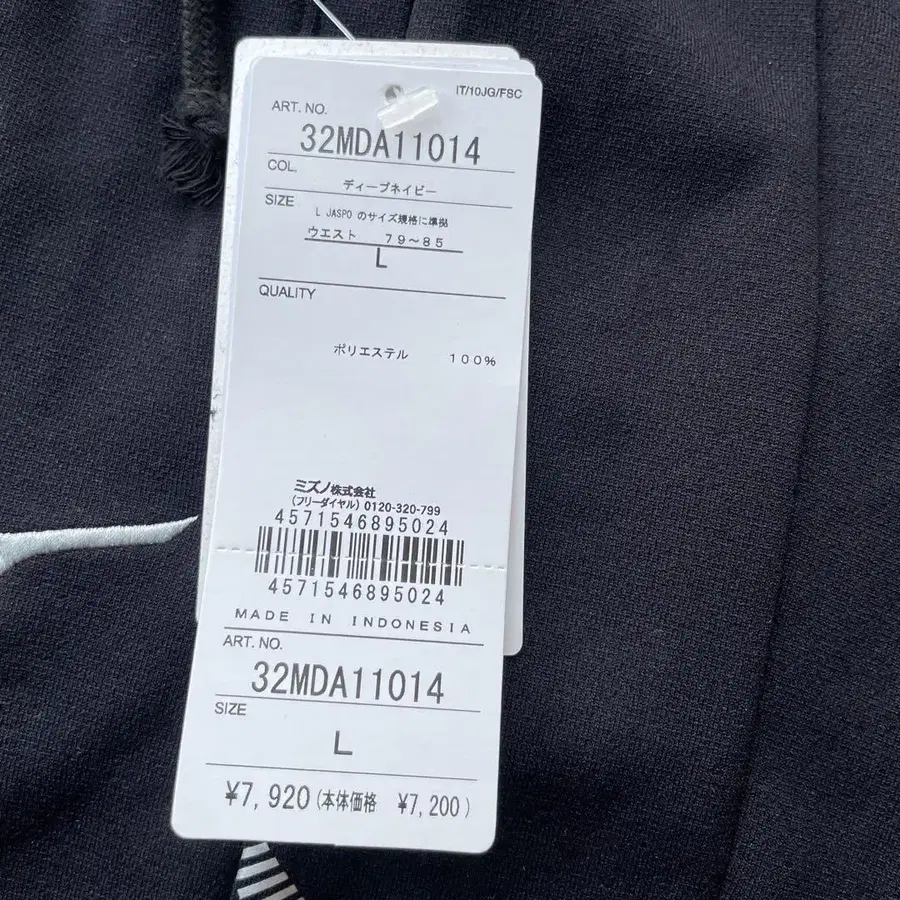 IT/10JG/FSC
ART. NO.
32MDA11014
COL.
ディープネイビー
SIZE
L JASPO のサイズ規格に準拠
ウエスト 79~85
L
QUALITY
ポリエステル 100%
ミズノ株式会社
(フリーダイヤル) 0120-320-799
4571546895024
4571546895024
MADE IN INDONESIA
ART. NO.
32MDA11014
SIZE
L
¥7,920(本体価格 ¥7,200)